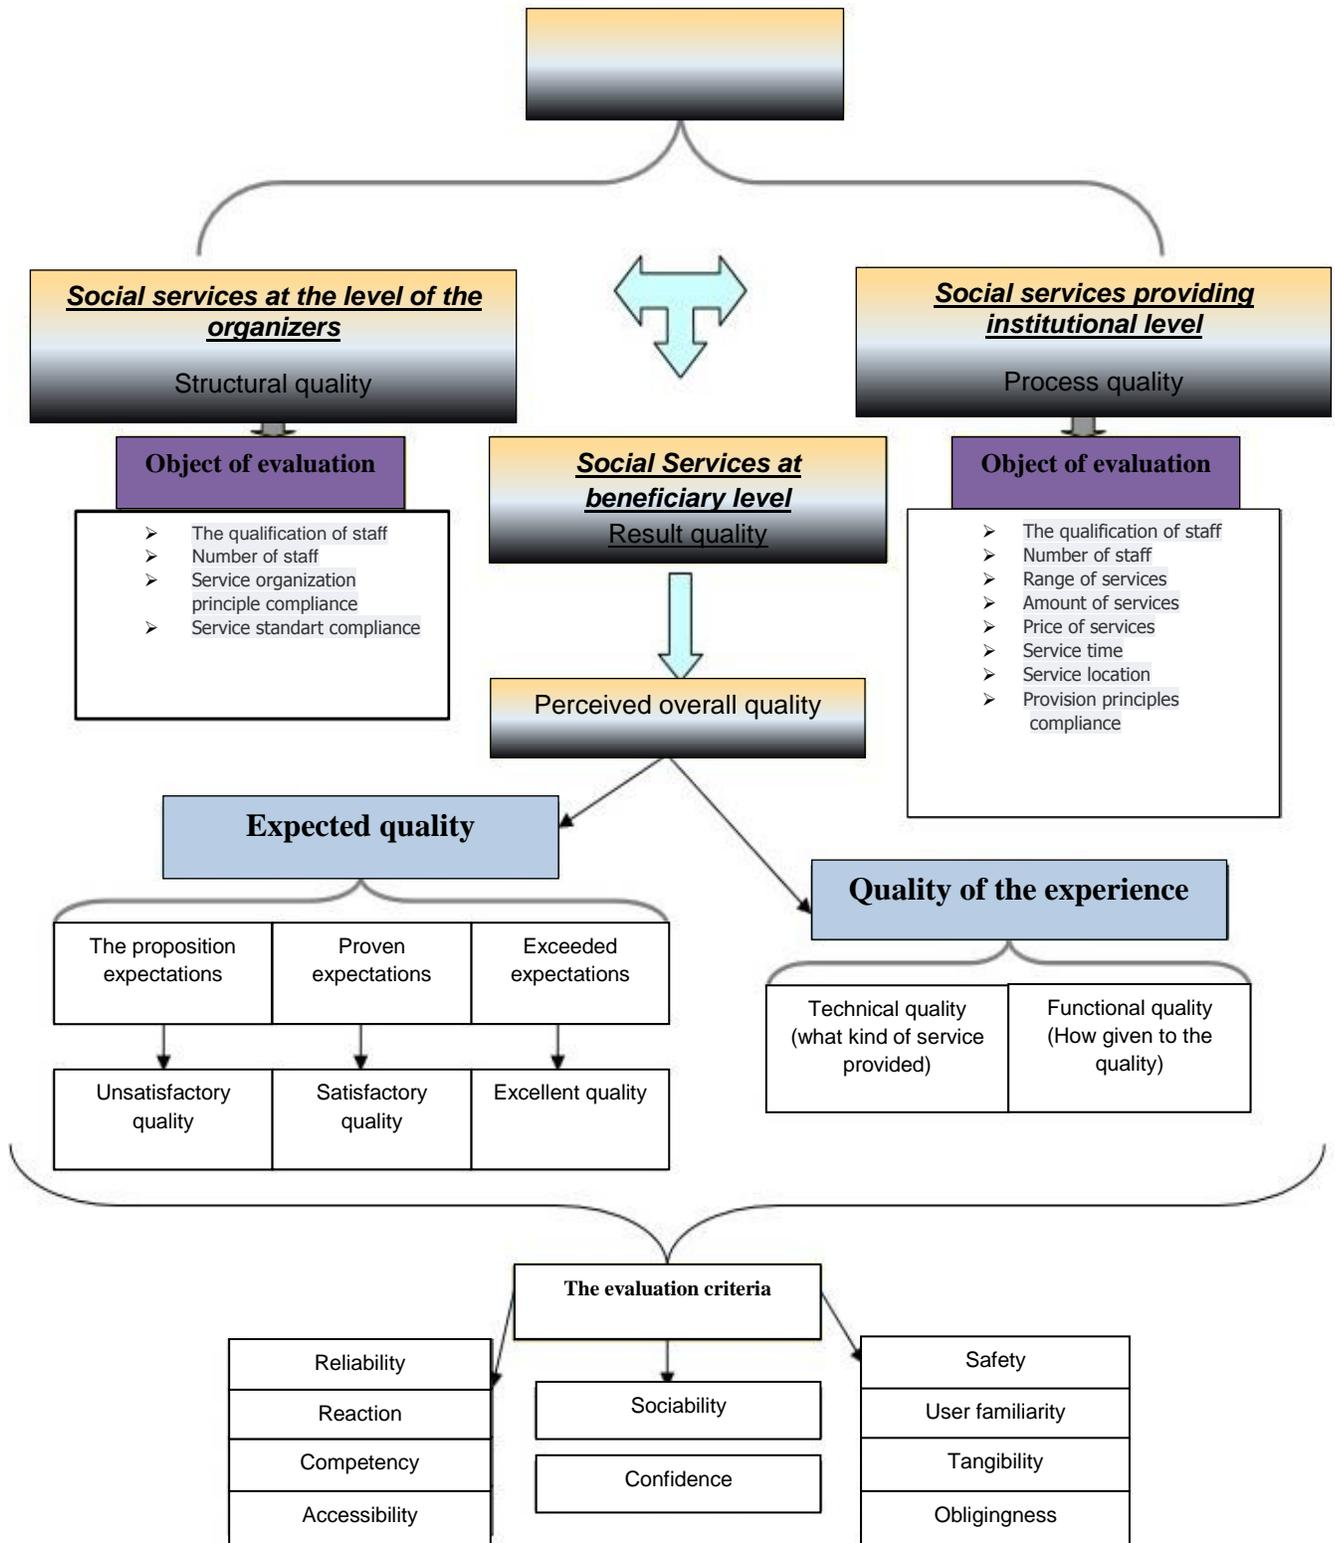 Social services at the level of the
organizers
Structural quality
Social services providing
institutional level
Process quality
Object of evaluation
The qualification of staff
Number of staff
Service organization
principle compliance
Service standart compliance
Social Services at
beneficiary level
Result quality
Object of evaluation
The qualification of staff
Number of staff
Range of services
Amount of services
Price of services
Service time
Service location
Provision principles
compliance
Perceived overall quality
Expected quality
Quality of the experience
The proposition
expectations
Proven
expectations
Exceeded
expectations
Technical quality
(what kind of service
provided)
Functional quality
(How given to the
quality)
Unsatisfactory
quality
Satisfactory
quality
Excellent quality
The evaluation criteria
Reliability
Reaction
Competency
Accessibility
Sociability
Confidence
Safety
User familiarity
Tangibility
Obligingness